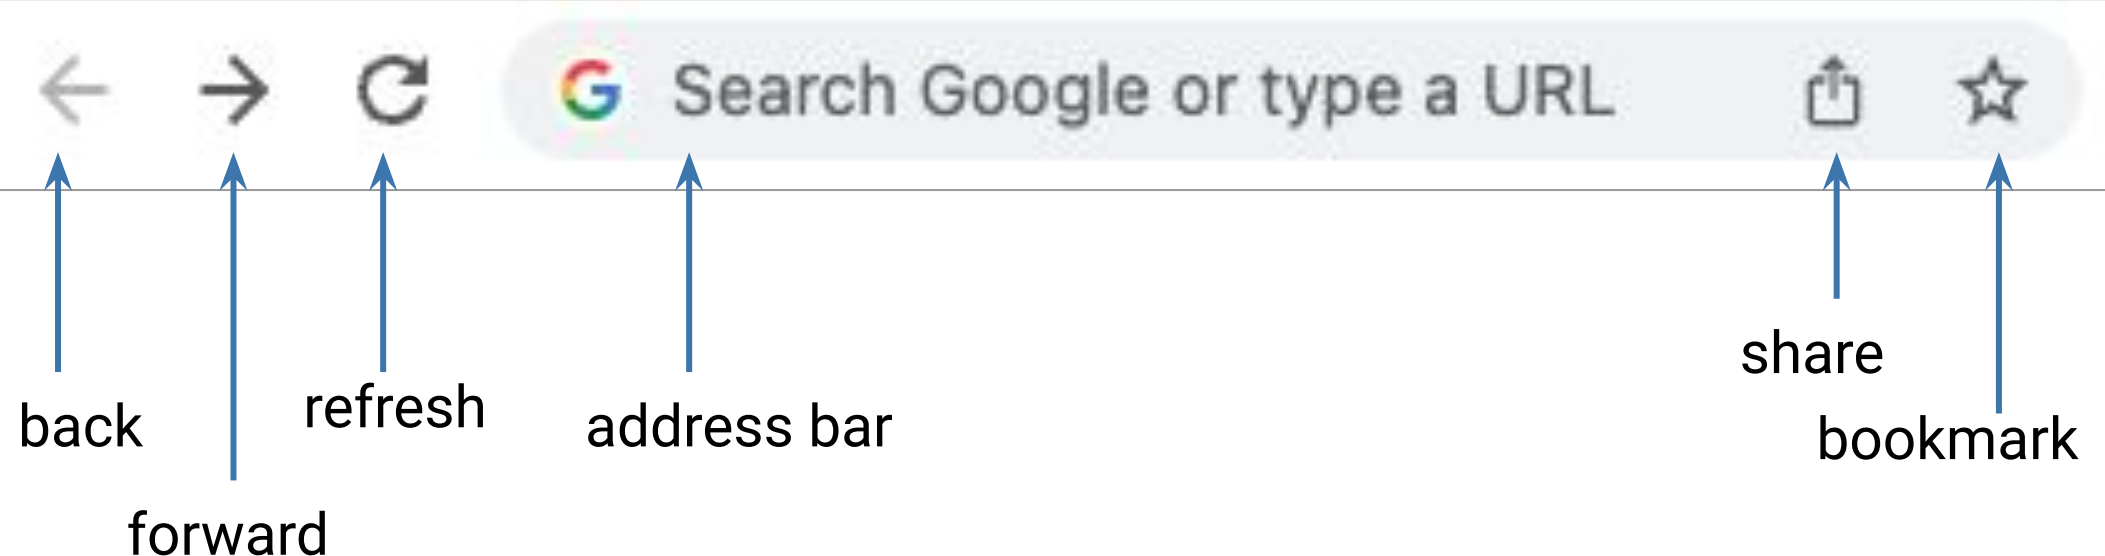 Search Google or type a URL
share
back
refresh
address bar
bookmark
forward